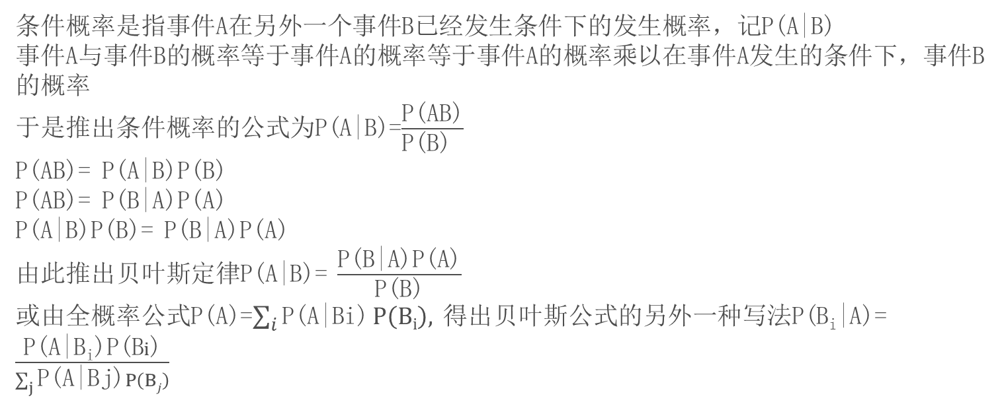 条件概率是指事件A在另外一个事件B已经发生条件下的发生概率，记P(A|B)
事件A与事件B的概率等于事件A的概率等于事件A的概率乘以在事件A发生的条件下，事件B
的概率
于是推出条件概率的公式为P(A|B)=\frac{P(AB)}{P(B)}
P(AB)= P(A|B)P(B)
P(AB)= P(B|A)P(A)
P(A|B)P(B)= P(B|A)P(A)
由此推出贝叶斯定律P(A|B)= \frac{P(B|A)P(A)}{P(B)}
或由全概率公式P(A)=∑_i P(A|Bi) P(B_i), 得出贝叶斯公式的另外一种写法P(B_i|A)=
\frac{P(A|B_i)P(Bi)}{∑_j P(A|Bj) P(B_j)}